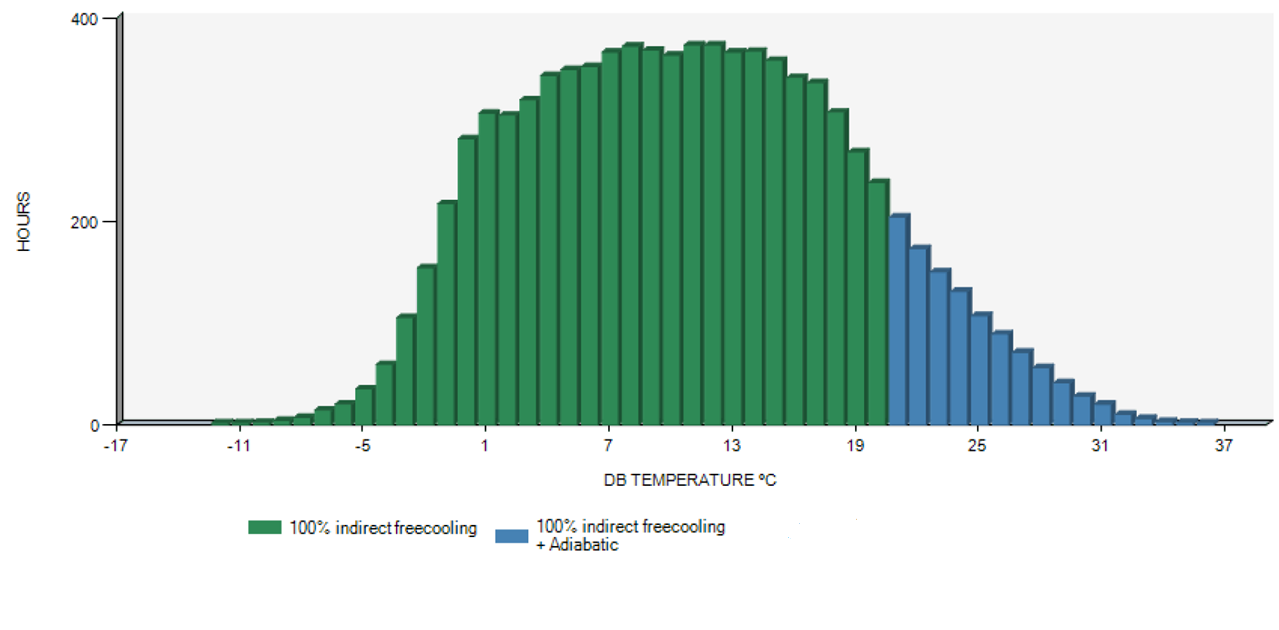 400
200
0
HOURS
-17 -11 -5 1 7 13 19 25 31 37
DB TEMPERATURE ºC
100% indirect freecooling
100% indirect freecooling
+ Adiabatic